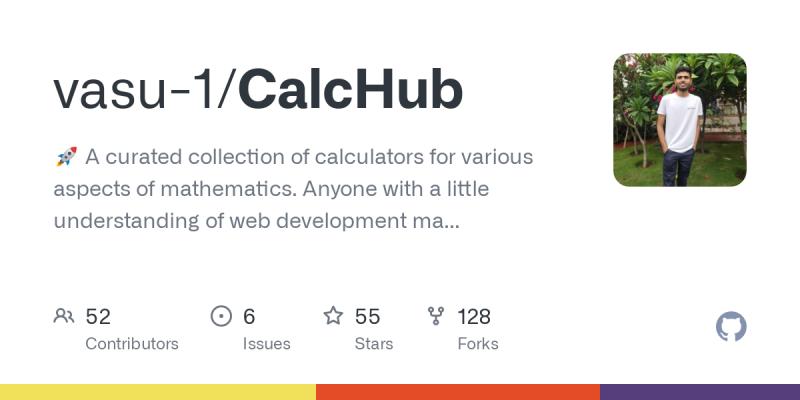 vasu-1/CalcHub
🚀 A curated collection of calculators for various
aspects of mathematics. Anyone with a little
understanding of web development ma...
52 6 55 128
Contributors Issues Stars Forks